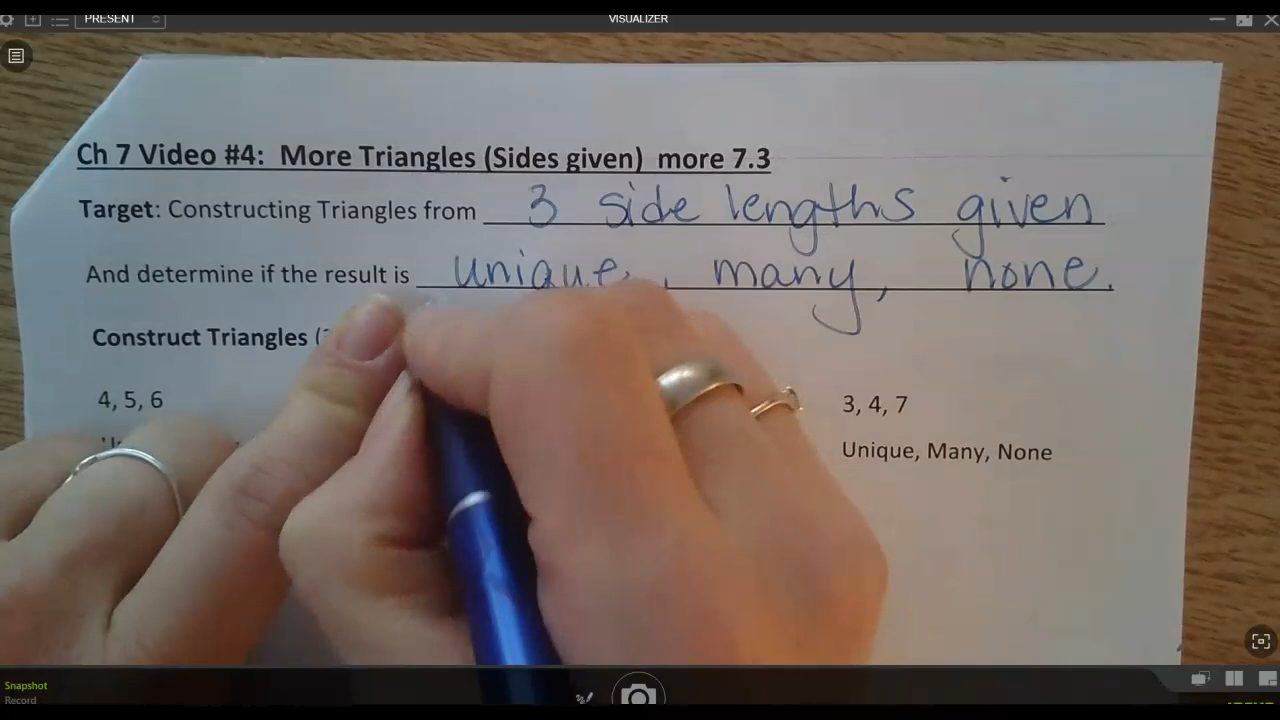 PRESENT VISUALIZER
Ch 7 Video #4: More Triangles (Sides given) more 7.3
Target: Constructing Triangles from 3 side lengths given
And determine if the result is unique, many, none.
Construct Triangles (
4, 5, 6 3, 4, 7
Unique, Many, None
Snapshot
Record